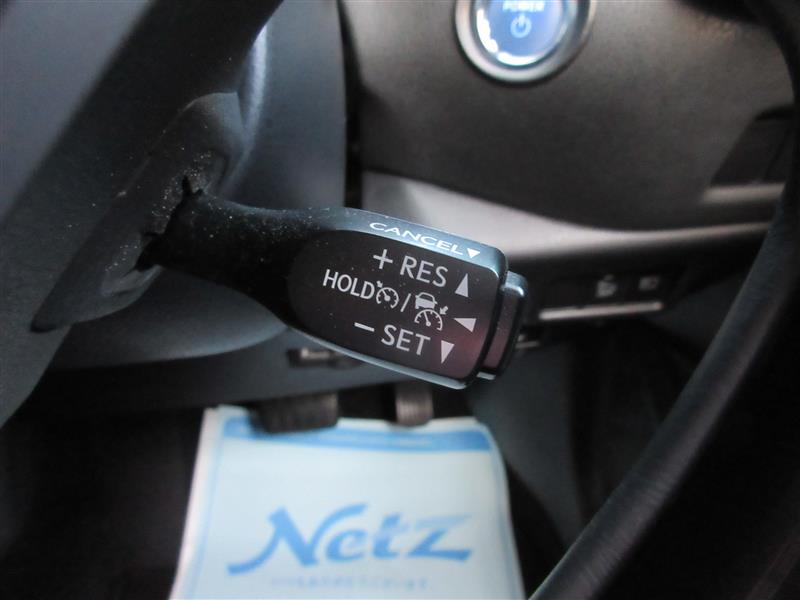 POWER
CANCEL▼
+ RES ▲
HOLD / ◀
− SET ▼
Netz